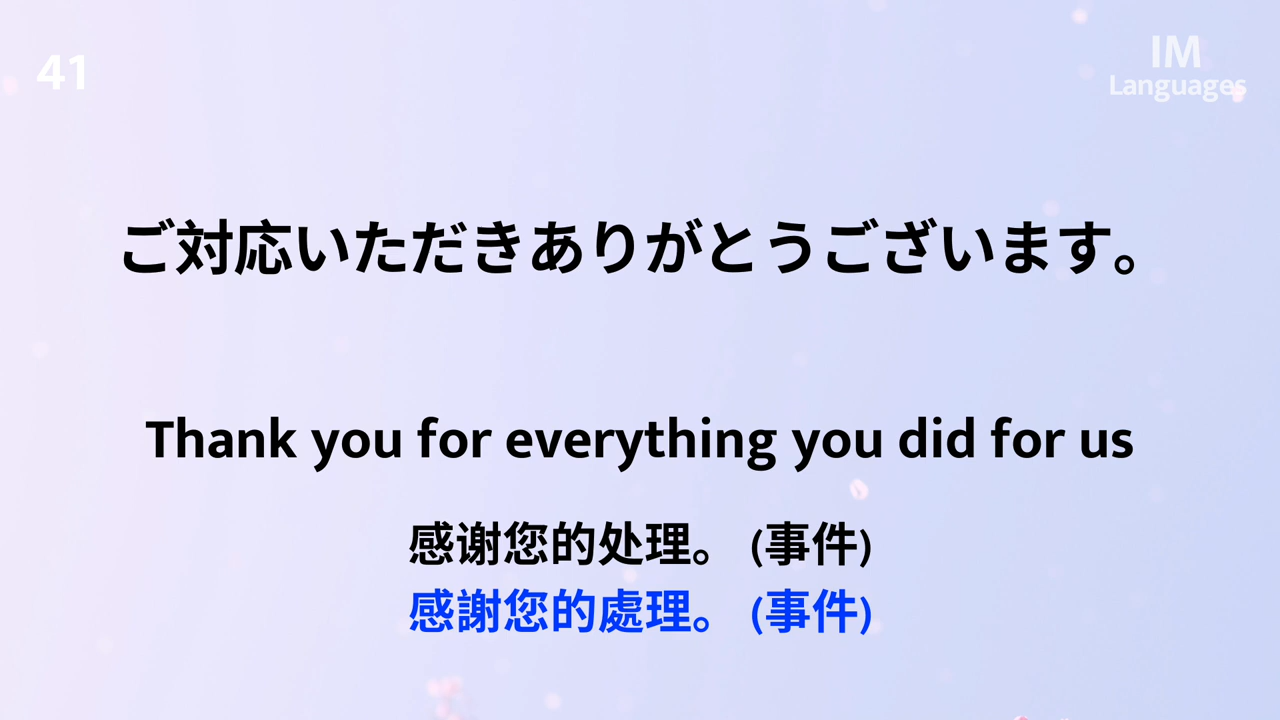 41
IM
Languages
ご対応いただきありがとうございます。
Thank you for everything you did for us
感谢您的处理。 (事件)
感謝您的處理。 (事件)